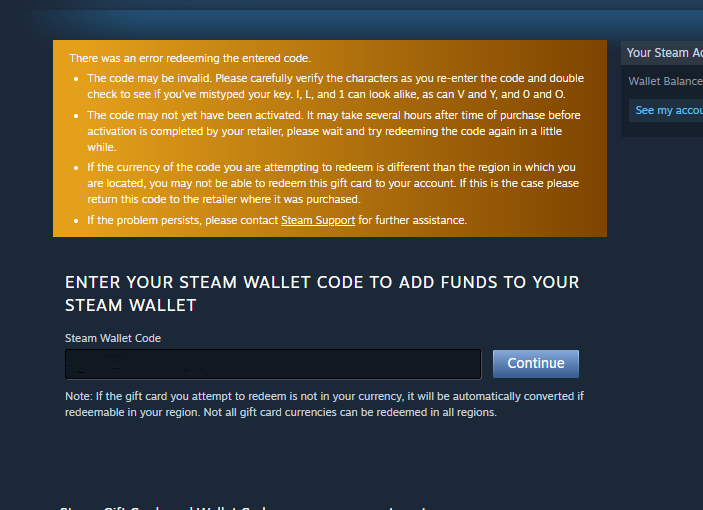 There was an error redeeming the entered code.
Your Steam Ac
• The code may be invalid. Please carefully verify the characters as you re-enter the code and double
check to see if you've mistyped your key. I, L, and 1 can look alike, as can V and Y, and 0 and O.
Wallet Balance
See my accou
• The code may not yet have been activated. It may take several hours after time of purchase before
activation is completed by your retailer, please wait and try redeeming the code again in a little
while.
• If the currency of the code you are attempting to redeem is different than the region in which you
are located, you may not be able to redeem this gift card to your account. If this is the case please
return this code to the retailer where it was purchased.
• If the problem persists, please contact Steam Support for further assistance.
ENTER YOUR STEAM WALLET CODE TO ADD FUNDS TO YOUR
STEAM WALLET
Steam Wallet Code
Continue
Note: If the gift card you attempt to redeem is not in your currency, it will be automatically converted if
redeemable in your region. Not all gift card currencies can be redeemed in all regions.